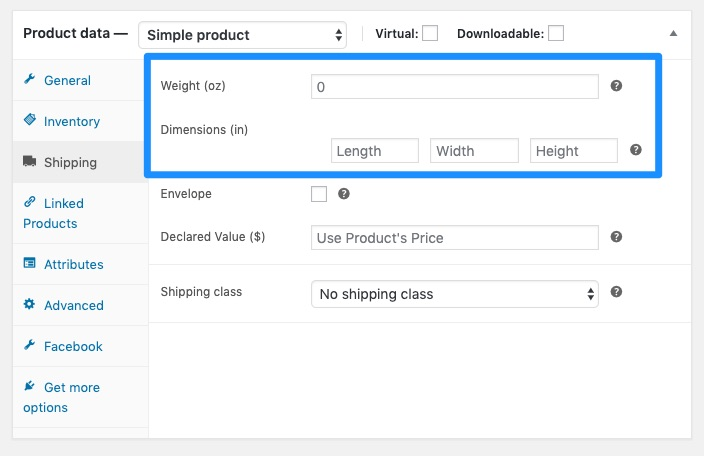 Product data — Simple product Virtual: Downloadable:
General
Inventory
Shipping
Linked
Products
Attributes
Advanced
Facebook
Get more
options
Weight (oz) 0 ?
Dimensions (in)
Length Width Height ?
Envelope ?
Declared Value ($) Use Product's Price ?
Shipping class No shipping class ?